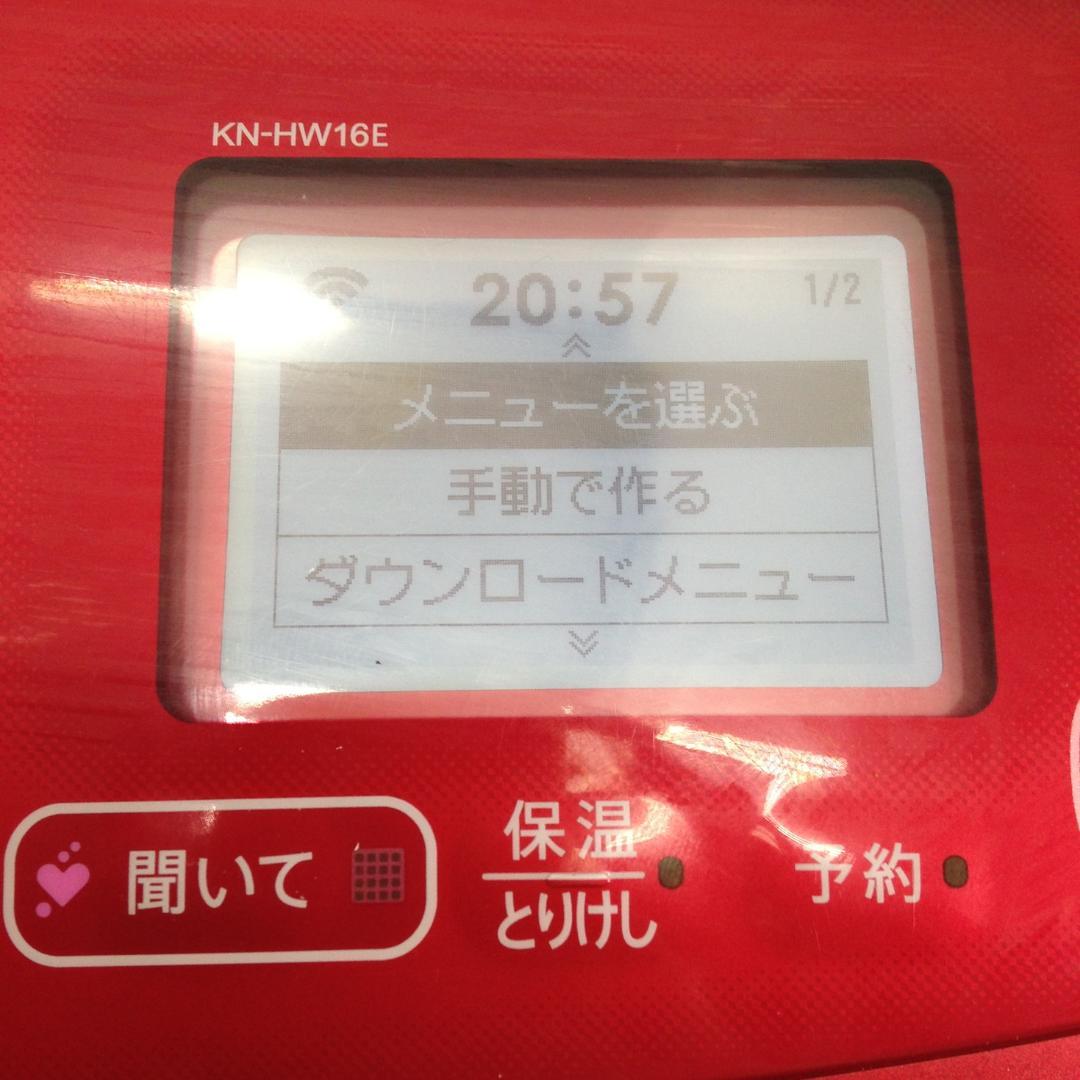 KN-HW16E
20:57 1/2
メニューを選ぶ
手動で作る
ダウンロードメニュー
聞いて
保温
とりけし
予約